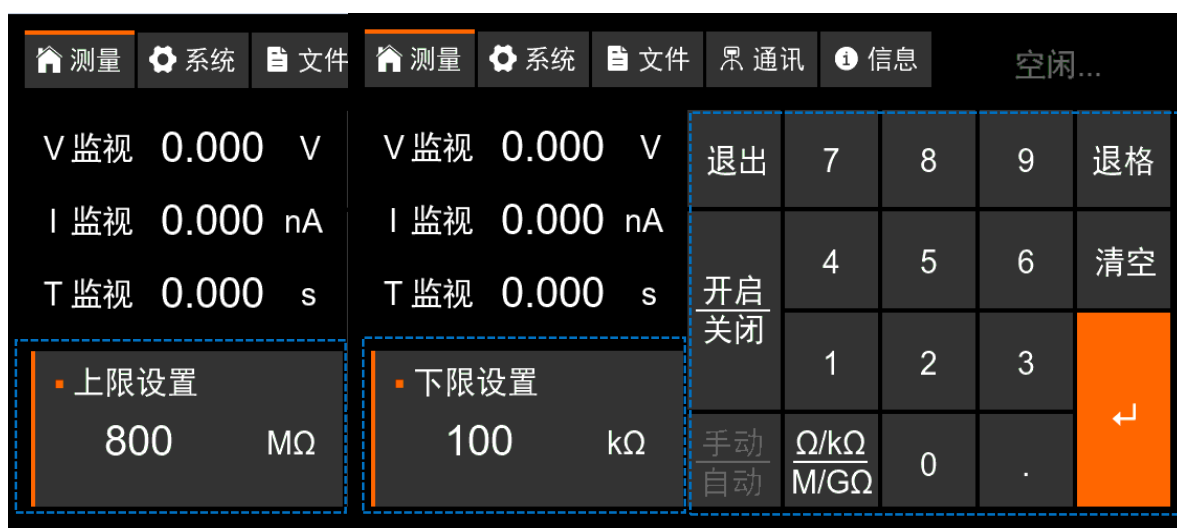 测量 系统 文件
V 监视 0.000 V
I 监视 0.000 nA
T 监视 0.000 s
上限设置
800 MΩ
测量 系统 文件 通讯 信息 空闲...
V 监视 0.000 V
I 监视 0.000 nA
T 监视 0.000 s
下限设置
100 kΩ
退出 7 8 9 退格
开启
关闭
4 5 6 清空
1 2 3
手动
自动
Ω/kΩ
M/GΩ
0 .